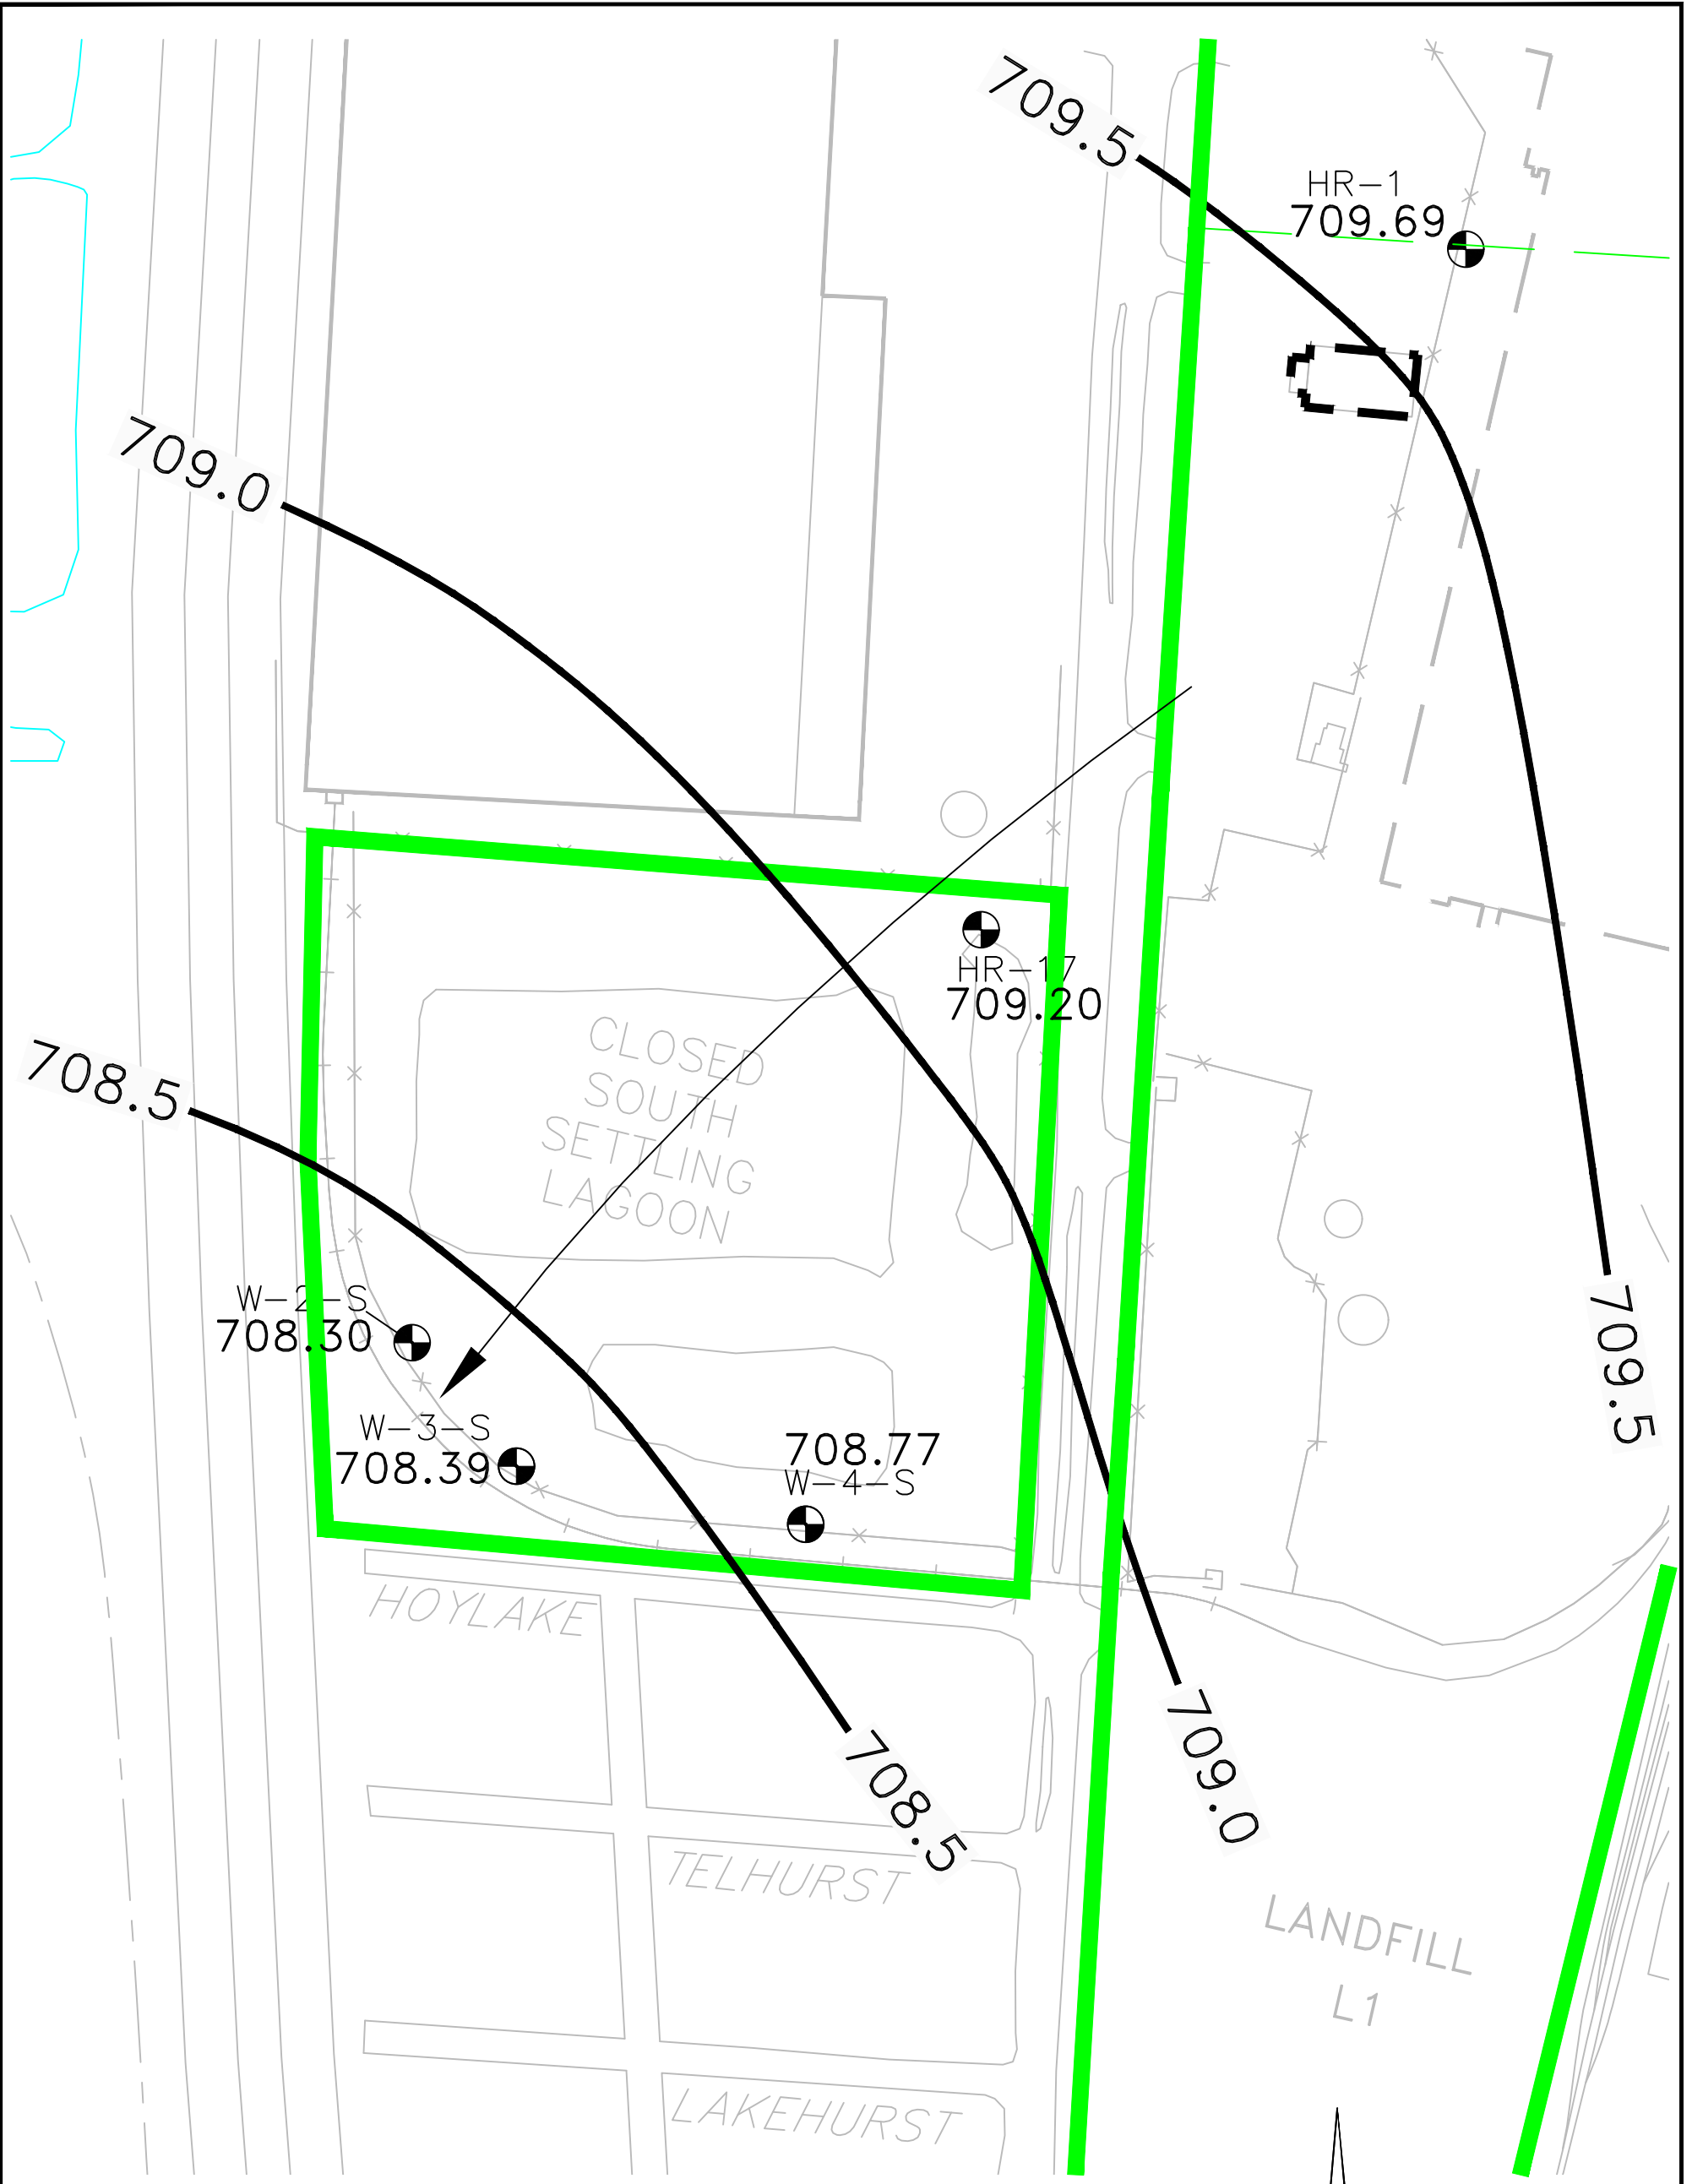 709.5
HR-1
709.69
709.0
HR-17
709.20
CLOSED
SOUTH
SETTLING
LAGOON
708.5
W-2-S
708.30
W-3-S
708.39
708.77
W-4-S
709.5
HOYLAKE
709.0
708.5
TELHURST
LANDFILL
L1
LAKEHURST